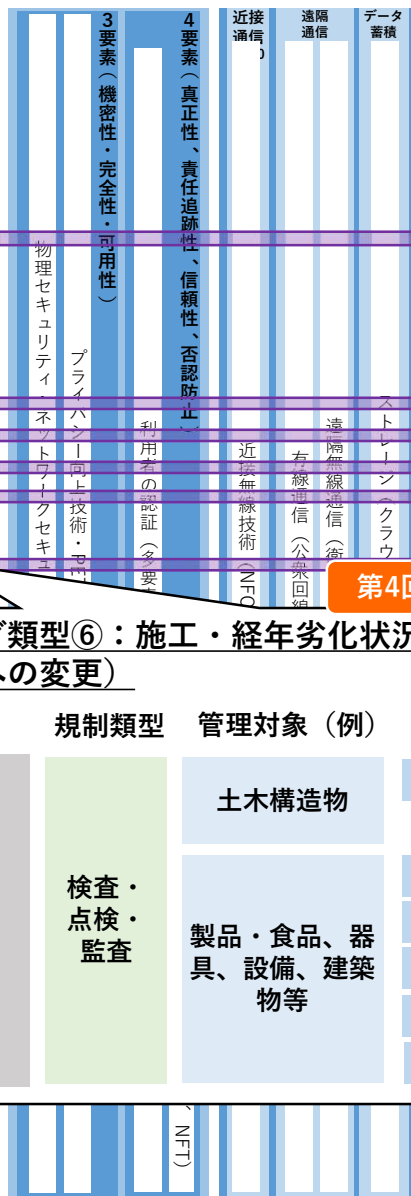 3要素（機密性・完全性・可用性）
4要素（真正性、責任追跡性、信頼性、否認防止）
近接
通信
遠隔
通信
データ
蓄積
物理セキュリティ・ネットワークセキュ
プライバシー向上技術・PE
利用者の認証（多要
近接無線技術（NFC
有線通信（公衆回線
遠隔無線通信（衛
ストレージ（クラウ
第4回
類型⑥：施工・経年劣化状況
の変更）
規制類型
管理対象（例）
検査・
点検・
監査
土木構造物
製品・食品、器
具、設備、建築
物等
、NFT）